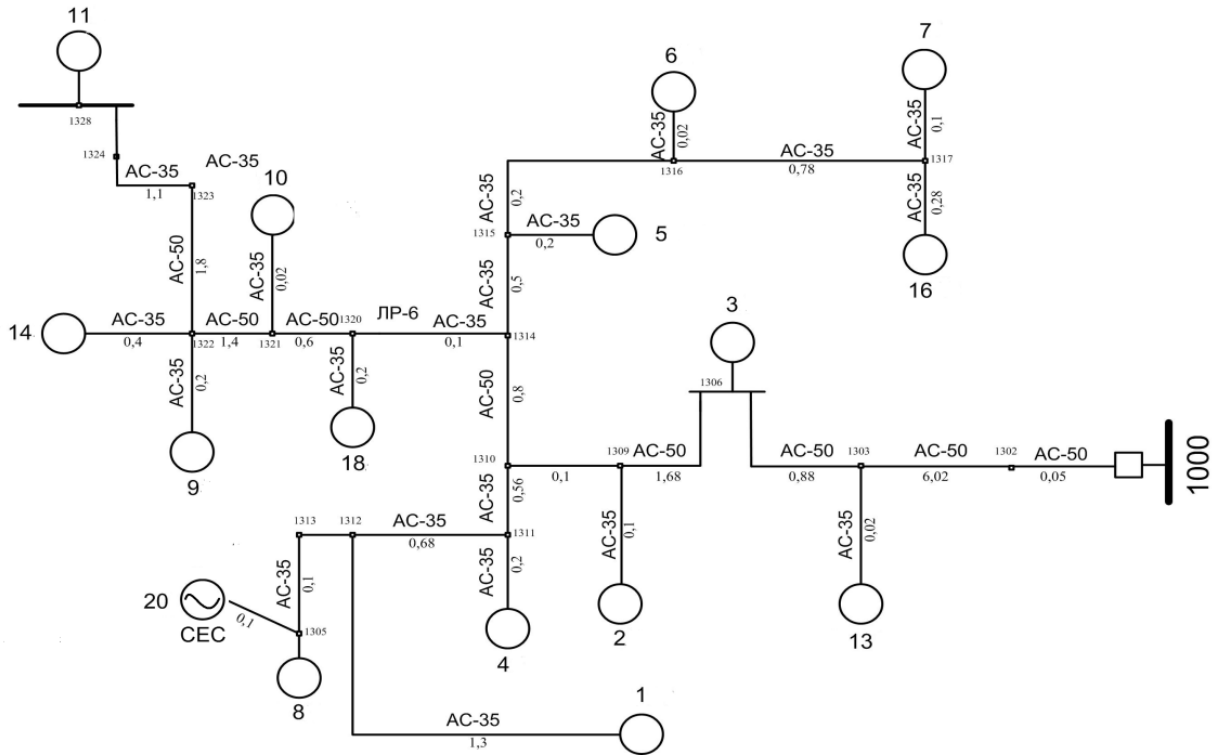 11
1328
1324
АС-35
1,1
АС-35
1323
АС-50
1,8
10
АС-35
0,02
14
АС-35
0,4
1322
АС-50
1,4
1321
АС-50
0,6
1320
ЛР-6
АС-35
0,1
1314
АС-35
0,2
9
АС-35
0,2
18
6
АС-35
0,02
1316
АС-35
0,78
7
АС-35
0,1
1317
АС-35
0,28
16
АС-35
0,2
1315
АС-35
0,2
5
АС-35
0,5
АС-50
0,8
3
1306
1310
0,1
1309
АС-50
1,68
АС-50
0,88
1303
АС-50
6,02
1302
АС-50
0,05
1000
АС-35
0,56
АС-35
0,1
2
АС-35
0,02
13
1313
1312
АС-35
0,68
1311
АС-35
0,2
4
АС-35
0,1
20
СЕС
0,1
1305
8
1
АС-35
1,3